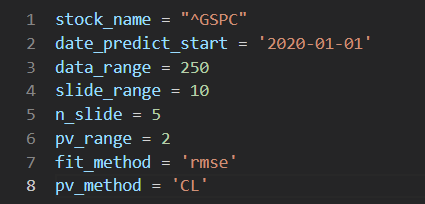 1 stock_name = "^GSPC"
2 date_predict_start = '2020-01-01'
3 data_range = 250
4 slide_range = 10
5 n_slide = 5
6 pv_range = 2
7 fit_method = 'rmse'
8 pv_method = 'CL'